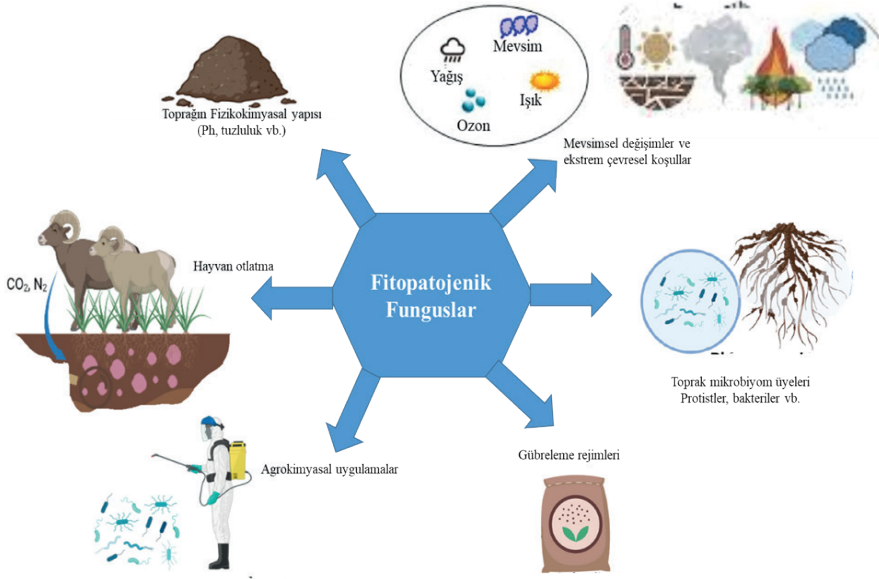 Mevsim
Yağış
Işık
Ozon
Toprağın Fizikokimyasal yapısı
(Ph, tuzluluk vb.)
Mevsimsel değişimler ve
ekstrem çevresel koşullar
Hayvan otlatma
CO2, N2
Fitopatojenik
Funguslar
Toprak mikrobiyom üyeleri
Protistler, bakteriler vb.
Gübreleme rejimleri
Agrokimyasal uygulamalar